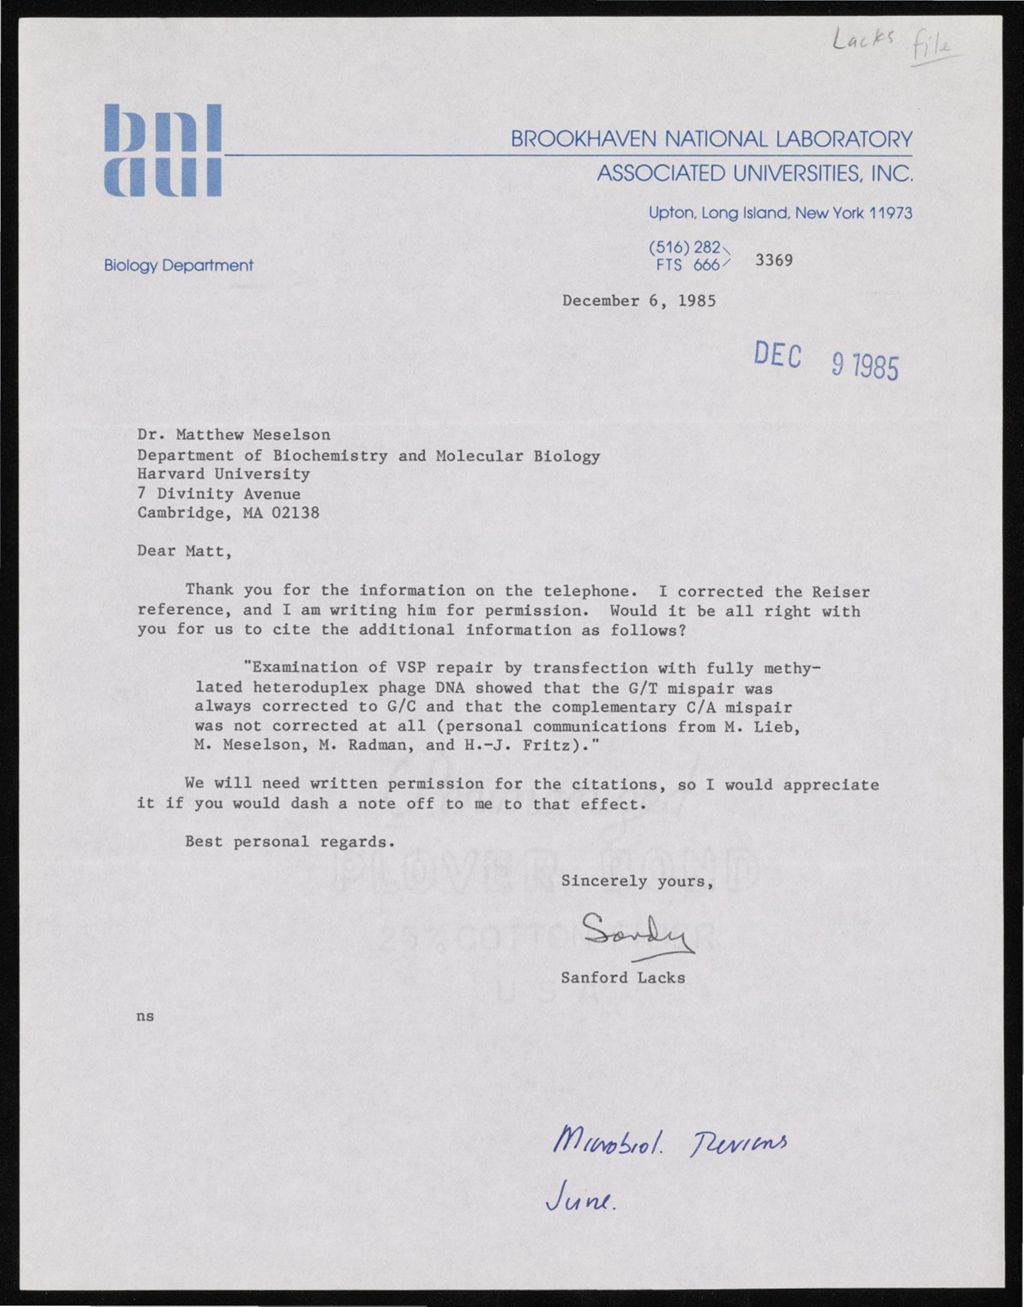 Lacks file
bnl
aui
BROOKHAVEN NATIONAL LABORATORY
ASSOCIATED UNIVERSITIES, INC.
Upton, Long Island, New York 11973
(516) 282
FTS 666 3369
Biology Department
December 6, 1985
DEC 9 1985
Dr. Matthew Meselson
Department of Biochemistry and Molecular Biology
Harvard University
7 Divinity Avenue
Cambridge, MA 02138
Dear Matt,
Thank you for the information on the telephone. I corrected the Reiser
reference, and I am writing him for permission. Would it be all right with
you for us to cite the additional information as follows?
"Examination of VSP repair by transfection with fully methy-
lated heteroduplex phage DNA showed that the G/T mispair was
always corrected to G/C and that the complementary C/A mispair
was not corrected at all (personal communications from M. Lieb,
M. Meselson, M. Radman, and H.-J. Fritz)."
We will need written permission for the citations, so I would appreciate
it if you would dash a note off to me to that effect.
Best personal regards.
PLOVER BOND
Sincerely yours,
25% COTTON FIBER
Sandy
Sanford Lacks
U S A
ns
Microbiol. Reviews
June.